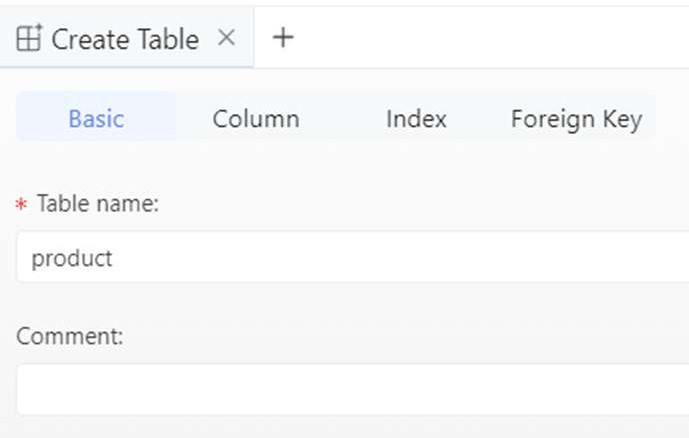 Create Table
Basic Column Index Foreign Key
* Table name:
product
Comment: